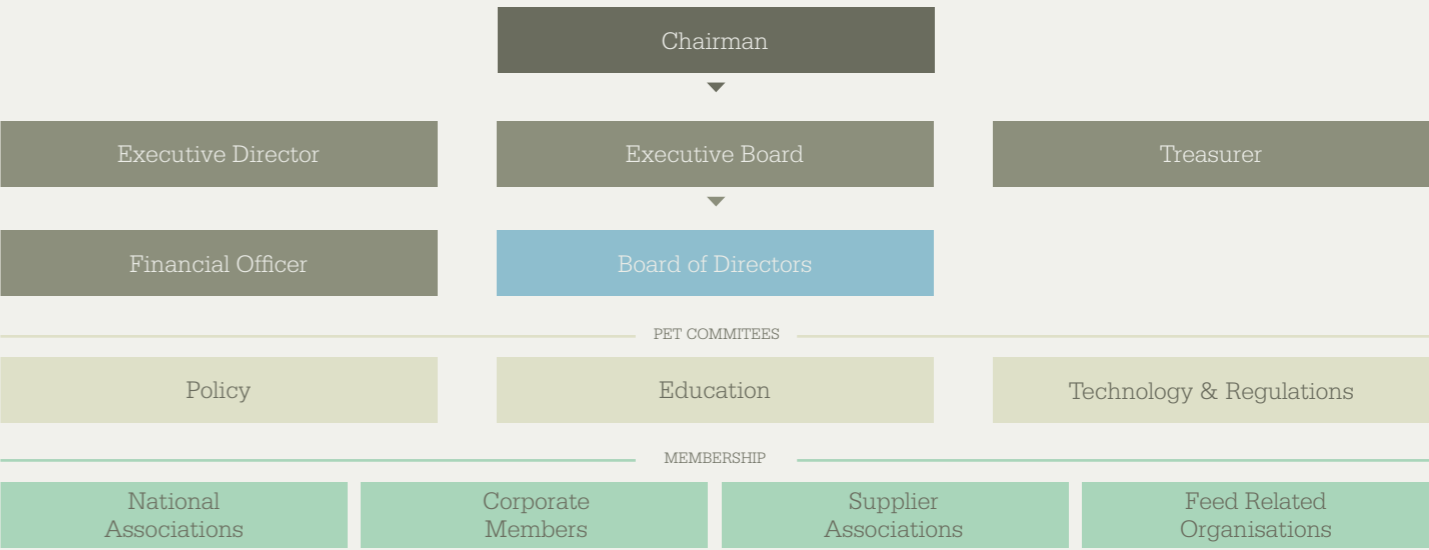 Chairman
Executive Director
Executive Board
Treasurer
Financial Officer
Board of Directors
PET COMMITEES
Policy
Education
Technology & Regulations
MEMBERSHIP
National
Associations
Corporate
Members
Supplier
Associations
Feed Related
Organisations